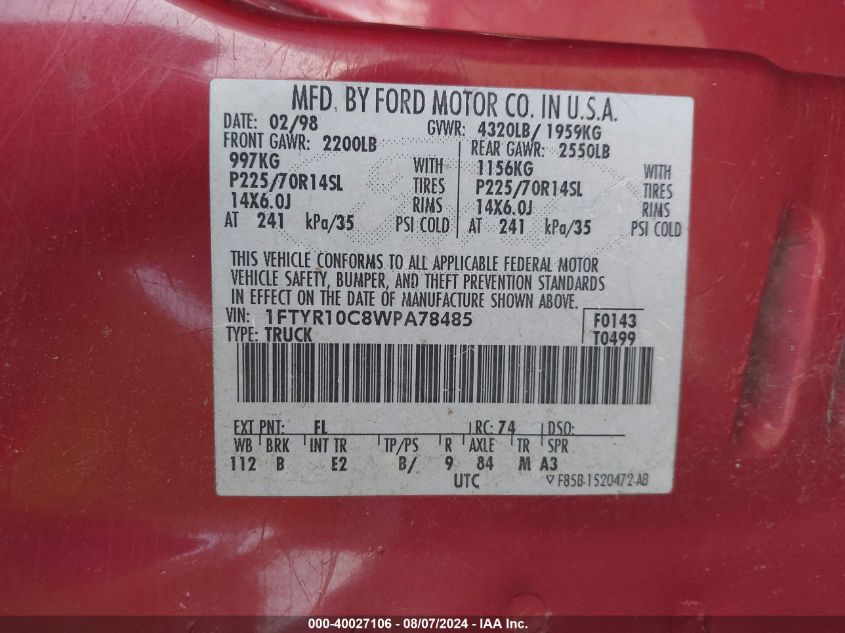 MFD. BY FORD MOTOR CO. IN U.S.A.
DATE: 02/98 GVWR: 4320LB/ 1959KG
FRONT GAWR: 2200LB REAR GAWR: 2550LB
997KG WITH 1156KG WITH
P225/70R14SL TIRES P225/70R14SL TIRES
14X6.0J RIMS 14X6.0J RIMS
AT 241 kPa/35 PSI COLD AT 241 kPa/35 PSI COLD
THIS VEHICLE CONFORMS TO ALL APPLICABLE FEDERAL MOTOR
VEHICLE SAFETY, BUMPER, AND THEFT PREVENTION STANDARDS
IN EFFECT ON THE DATE OF MANUFACTURE SHOWN ABOVE.
VIN: 1FTYR10C8WPA78485 F0143
TYPE: TRUCK T0499
EXT PNT: FL RC: 74 DSO:
WB BRK INT TR TP/PS R AXLE TR SPR
112 B E2 B/ 9 84 M A3
UTC F85B-1520472-AB
000-40027106 - 08/07/2024 - IAAI.com.